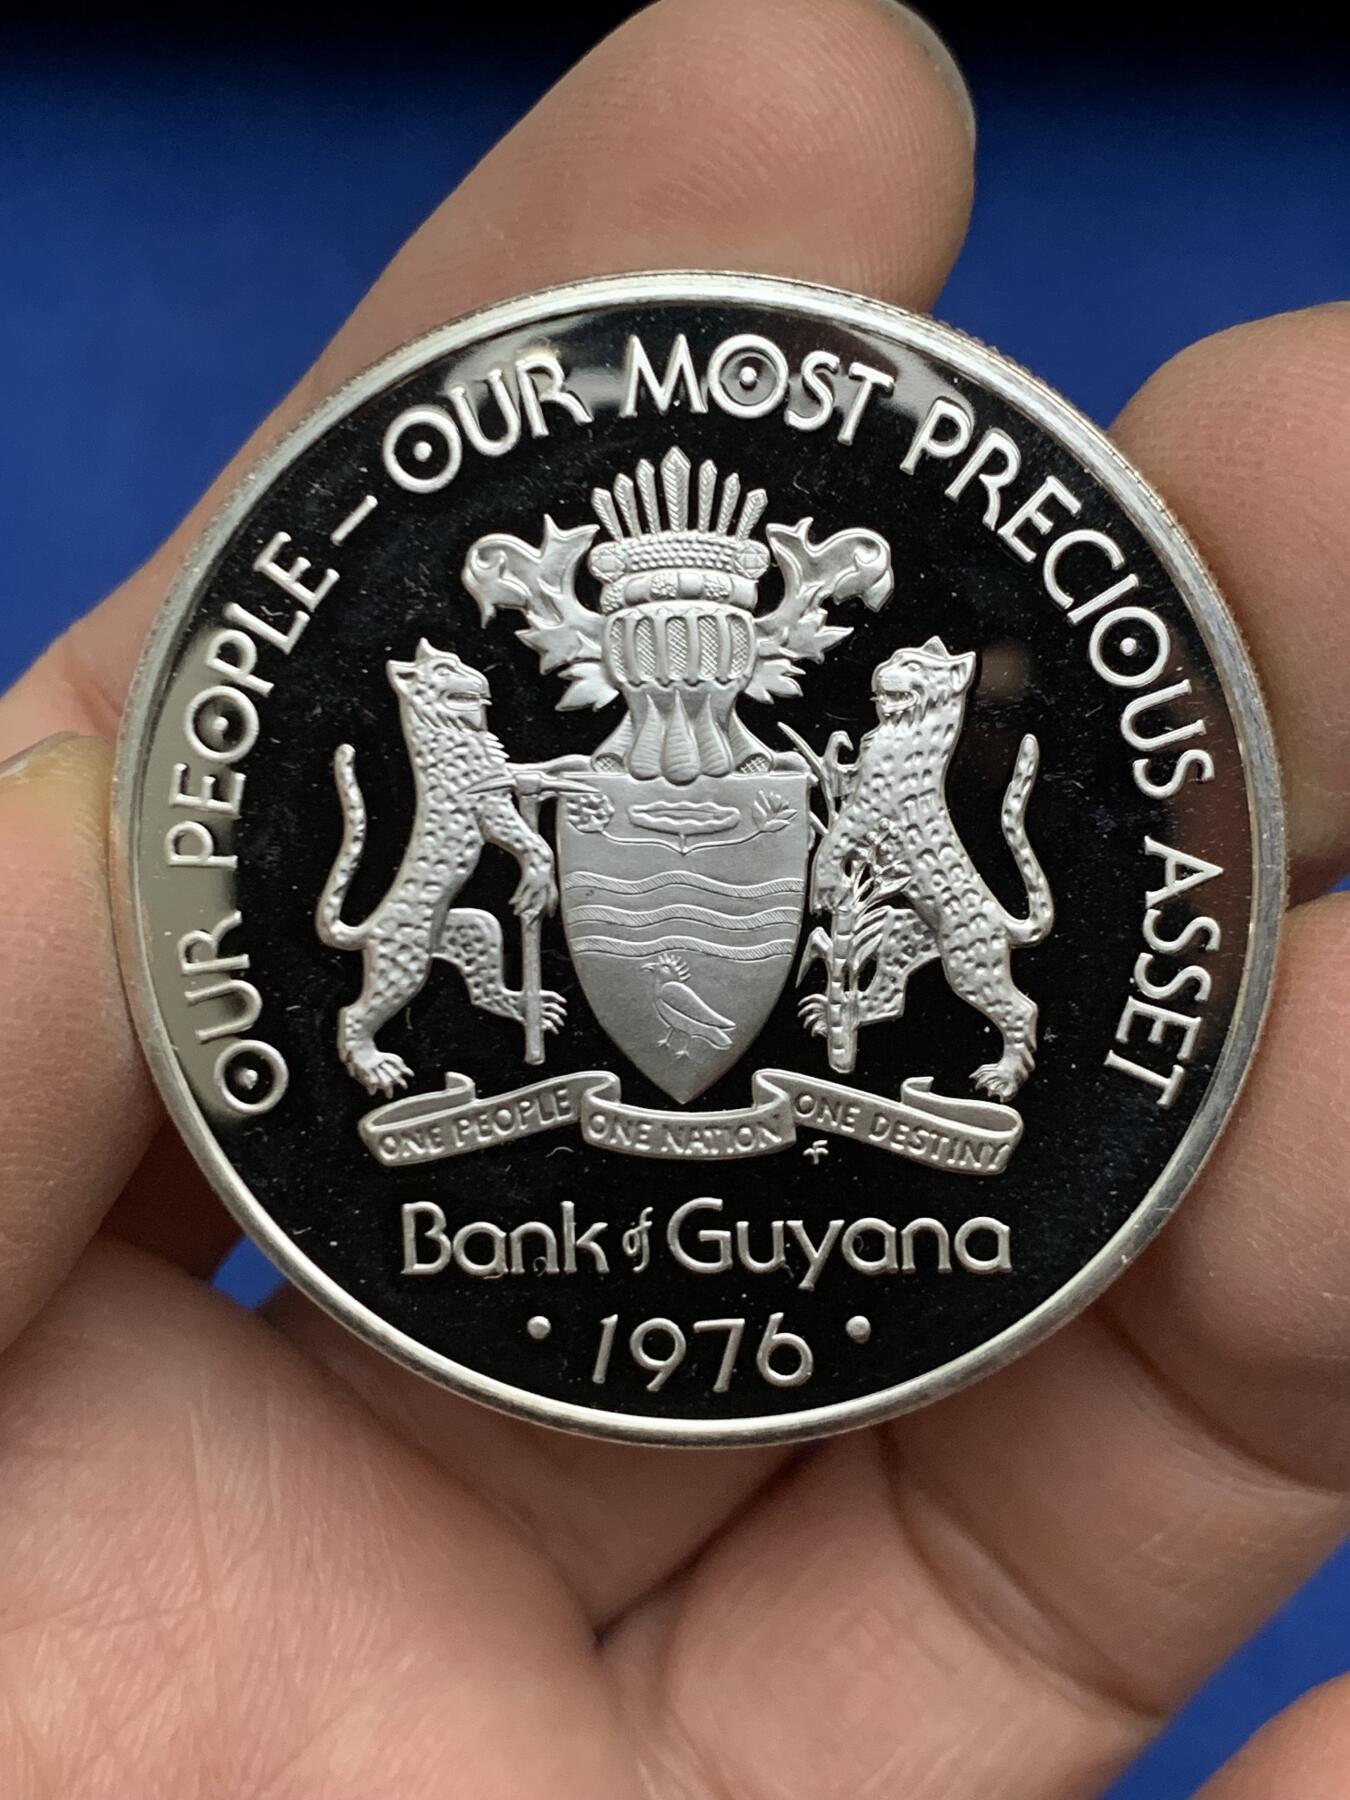 OUR PEOPLE – OUR MOST PRECIOUS ASSET
ONE PEOPLE ONE NATION ONE DESTINY
Bank of Guyana
• 1976 •